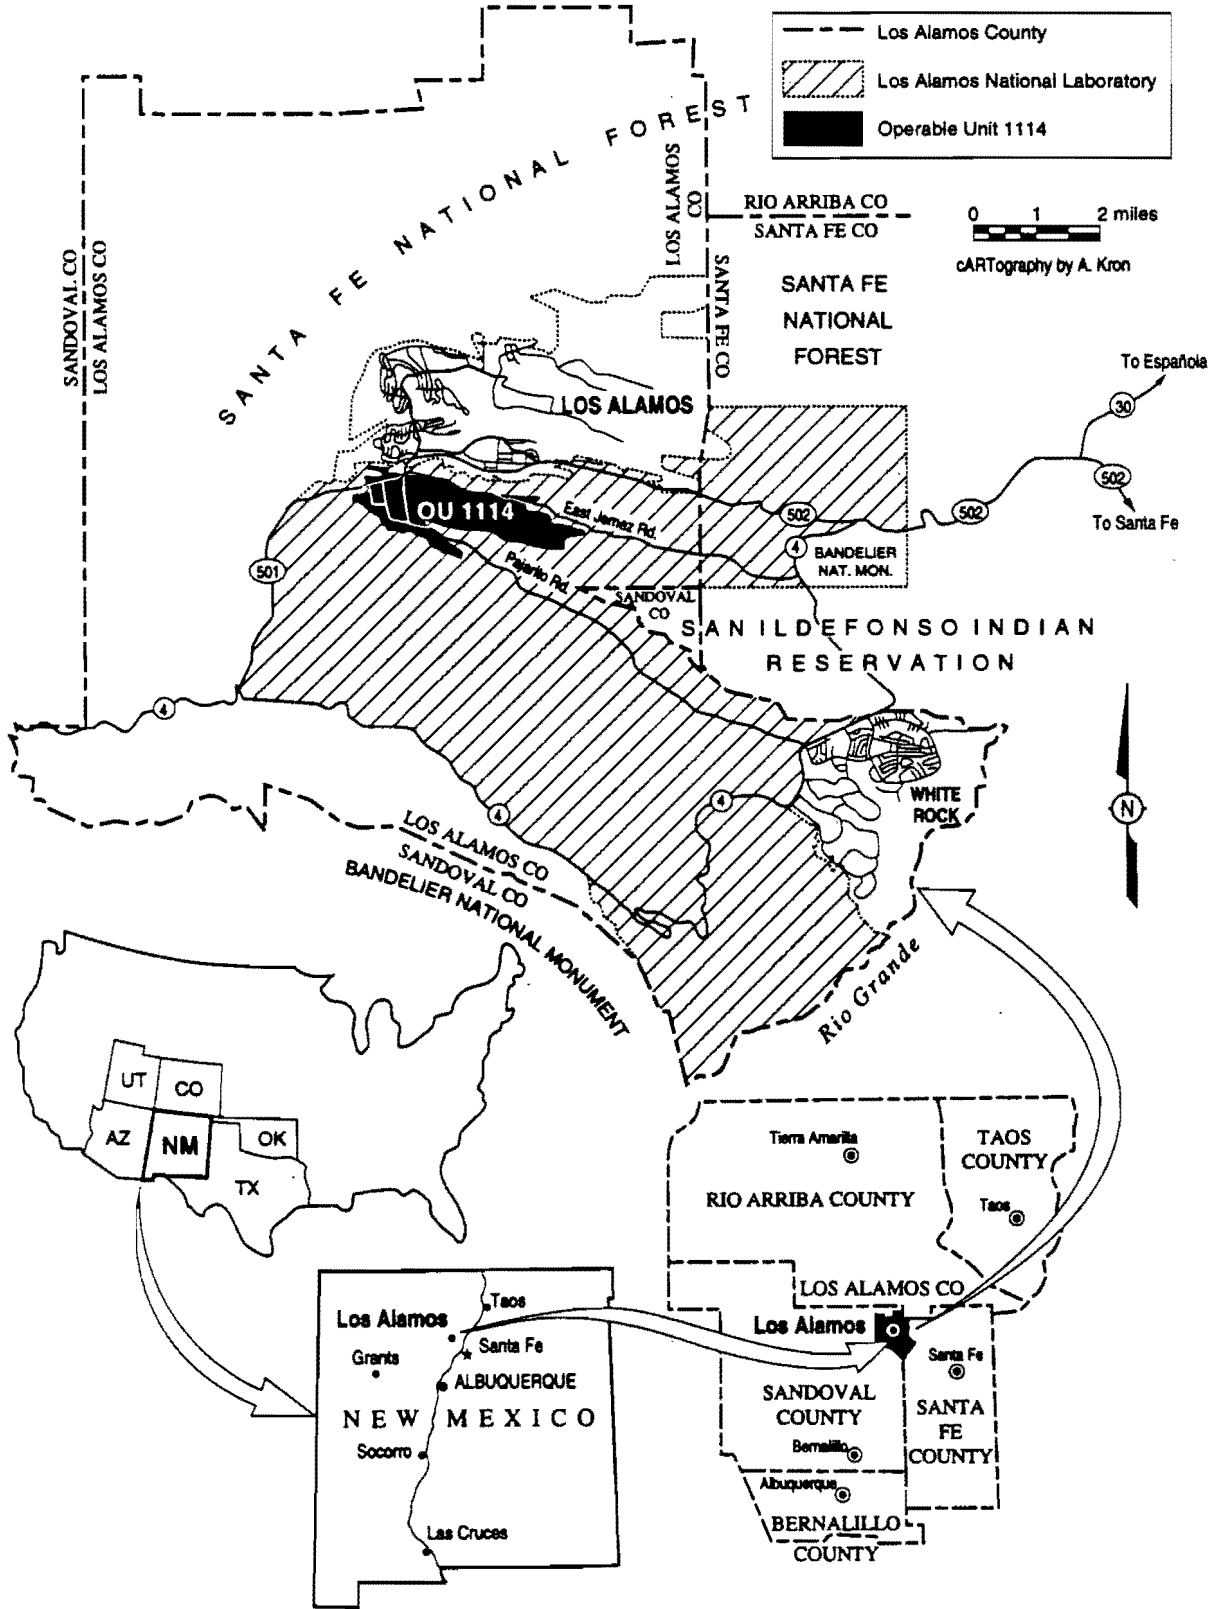 Los Alamos County
Los Alamos National Laboratory
Operable Unit 1114
SANTA FE NATIONAL FOREST
LOS ALAMOS
CO
RIO ARRIBA CO
SANTA FE CO
0 1 2 miles
cARTography by A. Kron
SANDOVAL CO
LOS ALAMOS CO
SANTA FE CO
SANTA FE
NATIONAL
FOREST
To Española
30
LOS ALAMOS
502
To Santa Fe
502
502
OU 1114
East Jemez Rd.
4
BANDELIER
NAT. MON.
501
Pajarito Rd.
SANDOVAL
CO
SAN ILDEFONSO INDIAN
RESERVATION
4
WHITE
ROCK
4
4
N
LOS ALAMOS CO
SANDOVAL CO
BANDELIER NATIONAL MONUMENT
Rio Grande
UT
CO
AZ
NM
OK
TX
Tierra Amarilla
TAOS
COUNTY
RIO ARRIBA COUNTY
Taos
LOS ALAMOS CO
Los Alamos
Santa Fe
SANDOVAL
COUNTY
SANTA
FE
COUNTY
Bernalillo
Albuquerque
BERNALILLO
COUNTY
Taos
Los Alamos
Santa Fe
Grants
ALBUQUERQUE
NEW MEXICO
Socorro
Las Cruces